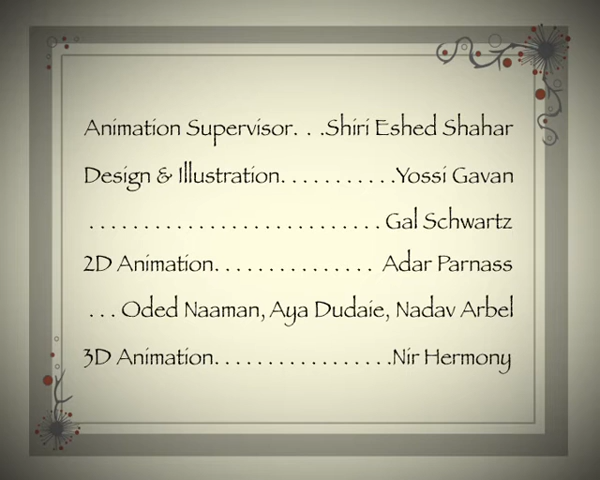 Animation Supervisor. . .Shiri Eshed Shahar
Design & Illustration. . . . . . . . . . .Yossi Gavan
. . . . . . . . . . . . . . . . . . . . . . . . . . . Gal Schwartz
2D Animation. . . . . . . . . . . . . . . Adar Parnass
. . . Oded Naaman, Aya Dudaie, Nadav Arbel
3D Animation. . . . . . . . . . . . . . . . .Nir Hermony